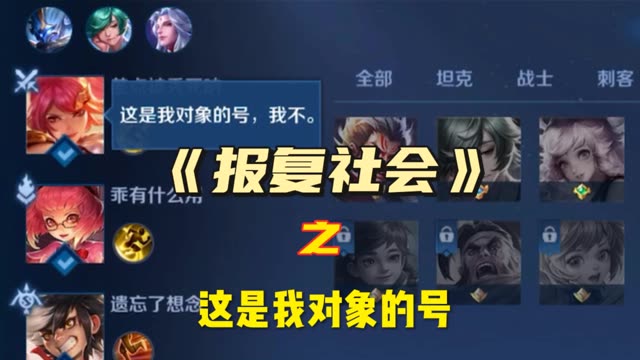 全部 坦克 战士 刺客
这是我对象的号，我不。
《报复社会》
乖有什么用
之
遗忘了想念
这是我对象的号